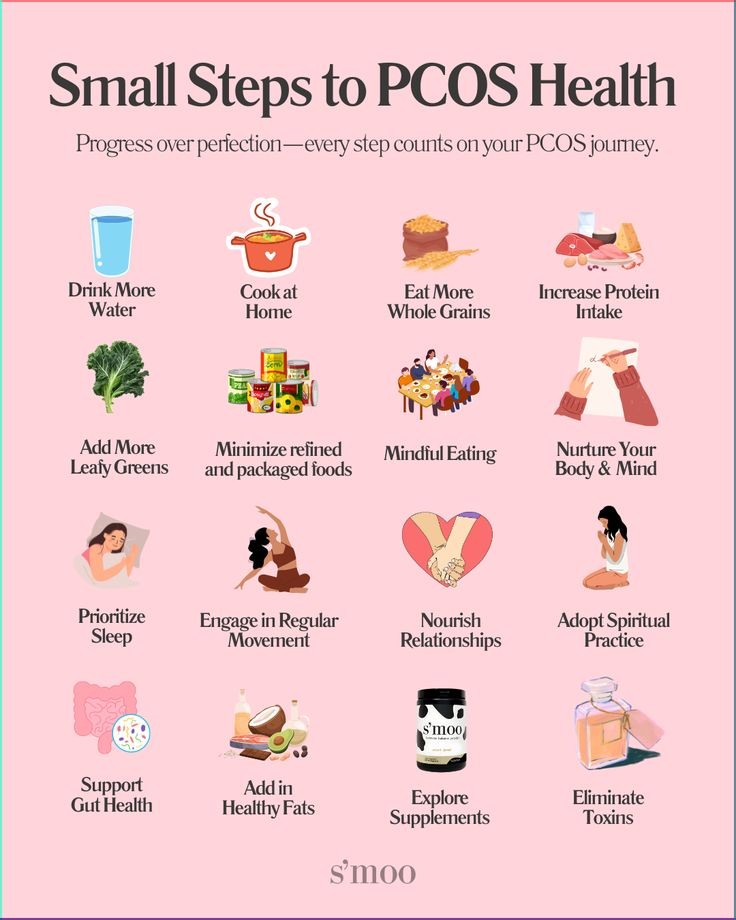 Small Steps to PCOS Health
Progress over perfection—every step counts on your PCOS journey.
Drink More
Water
Cook at
Home
Eat More
Whole Grains
Increase Protein
Intake
Add More
Leafy Greens
Minimize refined
and packaged foods
Mindful Eating
Nurture Your
Body & Mind
Prioritize
Sleep
Engage in Regular
Movement
Nourish
Relationships
Adopt Spiritual
Practice
Support
Gut Health
Add in
Healthy Fats
s'moo
Explore
Supplements
Eliminate
Toxins
s'moo